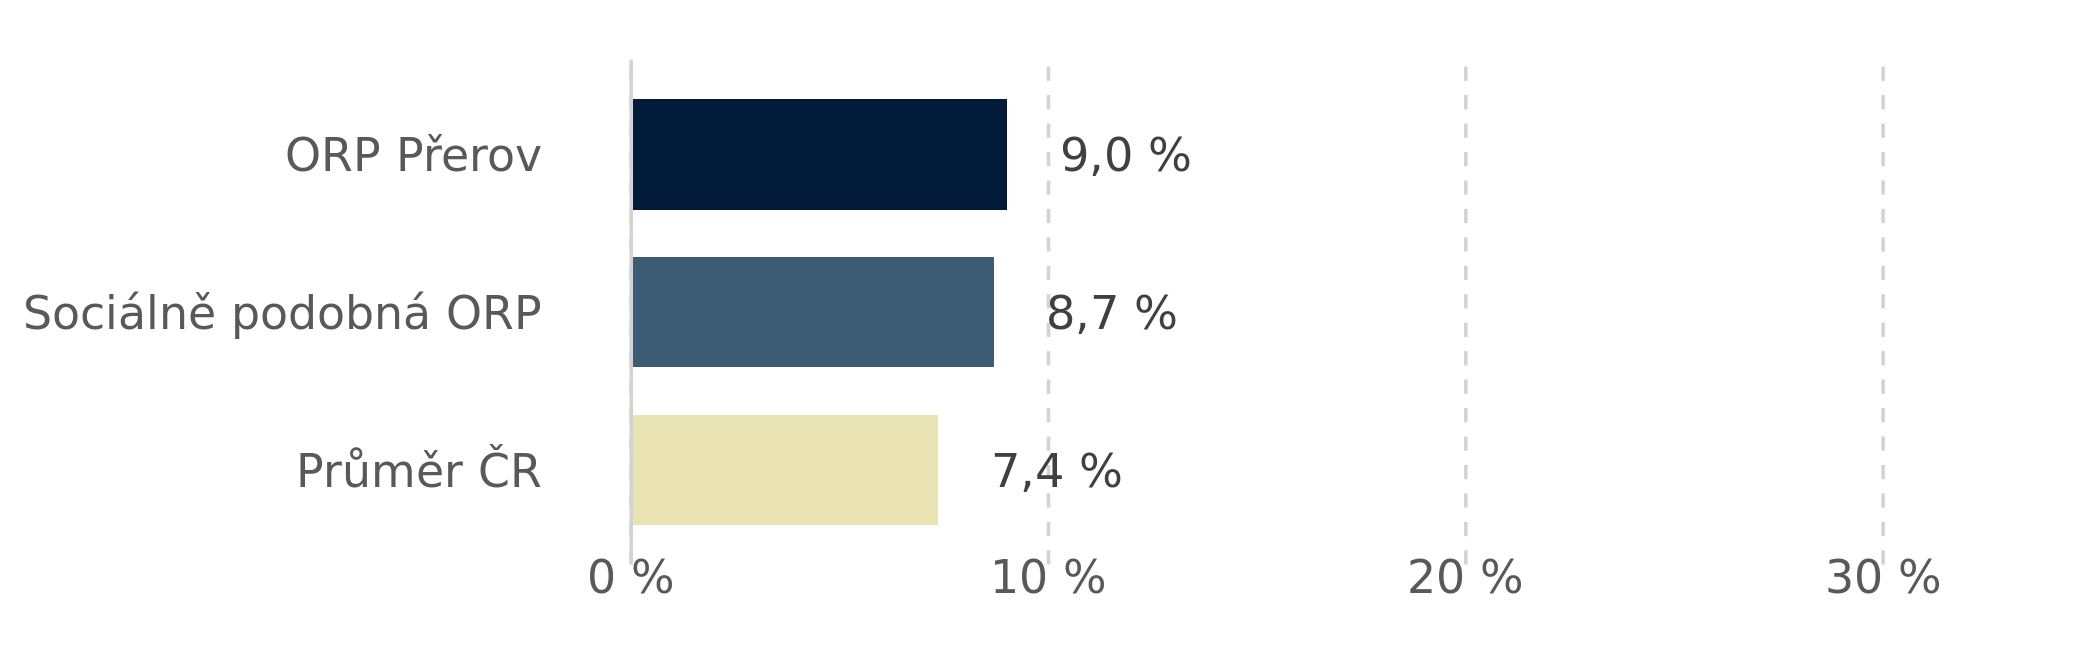 ORP Přerov 9,0 %
Sociálně podobná ORP 8,7 %
Průměr ČR 7,4 %
0 % 10 % 20 % 30 %